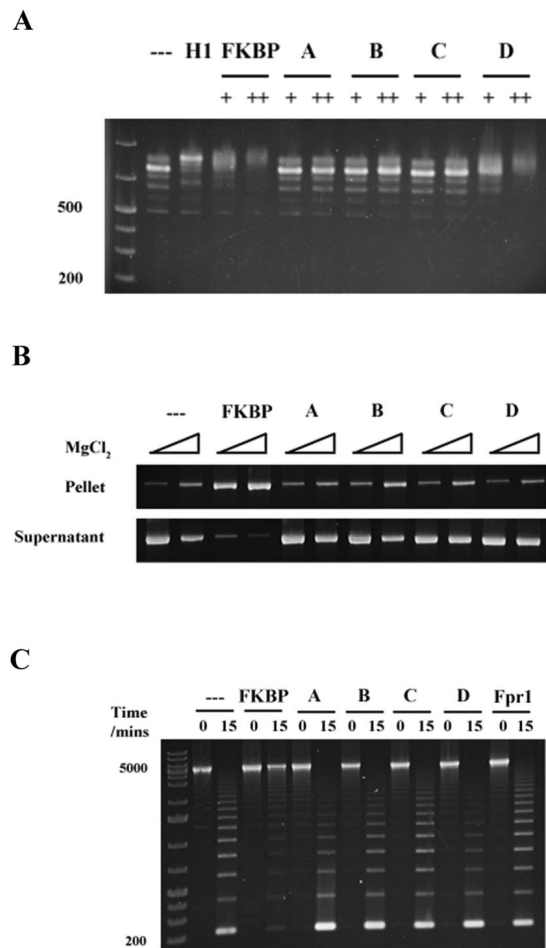 A
--- H1 FKBP A B C D
+ ++ + ++ + ++ + ++ + ++
500
200
B
--- FKBP A B C D
MgCl2
Pellet
Supernatant
C
--- FKBP A B C D Fpr1
Time /mins 0 15 0 15 0 15 0 15 0 15 0 15 0 15
5000
200